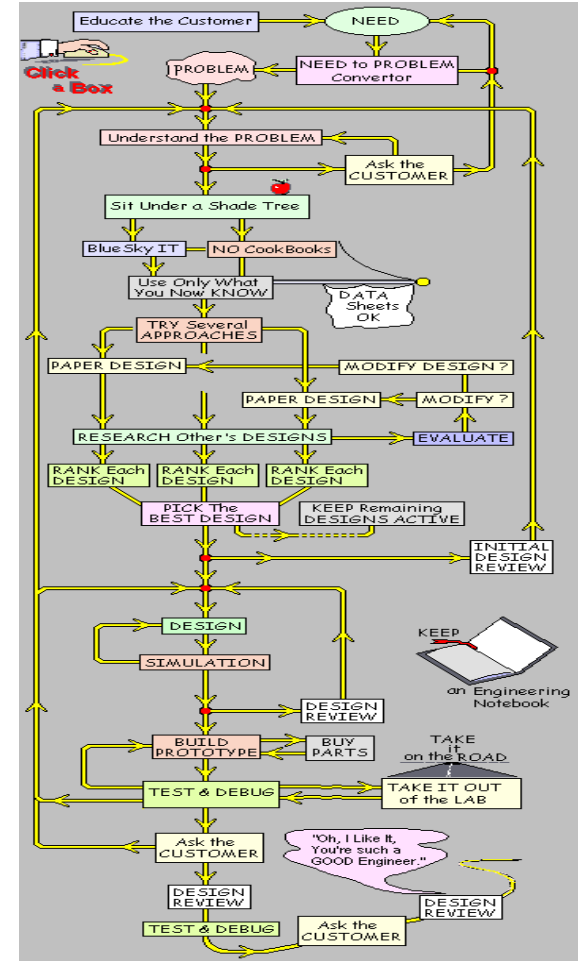 Educate the Customer
NEED
Click
a Box
PROBLEM
NEED to PROBLEM
Convertor
Understand the PROBLEM
Ask the
CUSTOMER
Sit Under a Shade Tree
BlueSky IT
NO CookBooks
Use Only What
You Now KNOW
DATA
Sheets
OK
TRY Several
APPROACHES
PAPER DESIGN
MODIFY DESIGN ?
PAPER DESIGN
MODIFY ?
RESEARCH Other's DESIGNS
EVALUATE
RANK Each
DESIGN
RANK Each
DESIGN
RANK Each
DESIGN
PICK The
BEST DESIGN
KEEP Remaining
DESIGNS ACTIVE
INITIAL
DESIGN
REVIEW
DESIGN
SIMULATION
KEEP
an Engineering
Notebook
DESIGN
REVIEW
BUILD
PROTOTYPE
BUY
PARTS
TAKE
it
on the ROAD
TEST & DEBUG
TAKE IT OUT
of the LAB
Ask the
CUSTOMER
"Oh, I Like It,
You're such a
GOOD Engineer."
DESIGN
REVIEW
DESIGN
REVIEW
TEST & DEBUG
Ask the
CUSTOMER